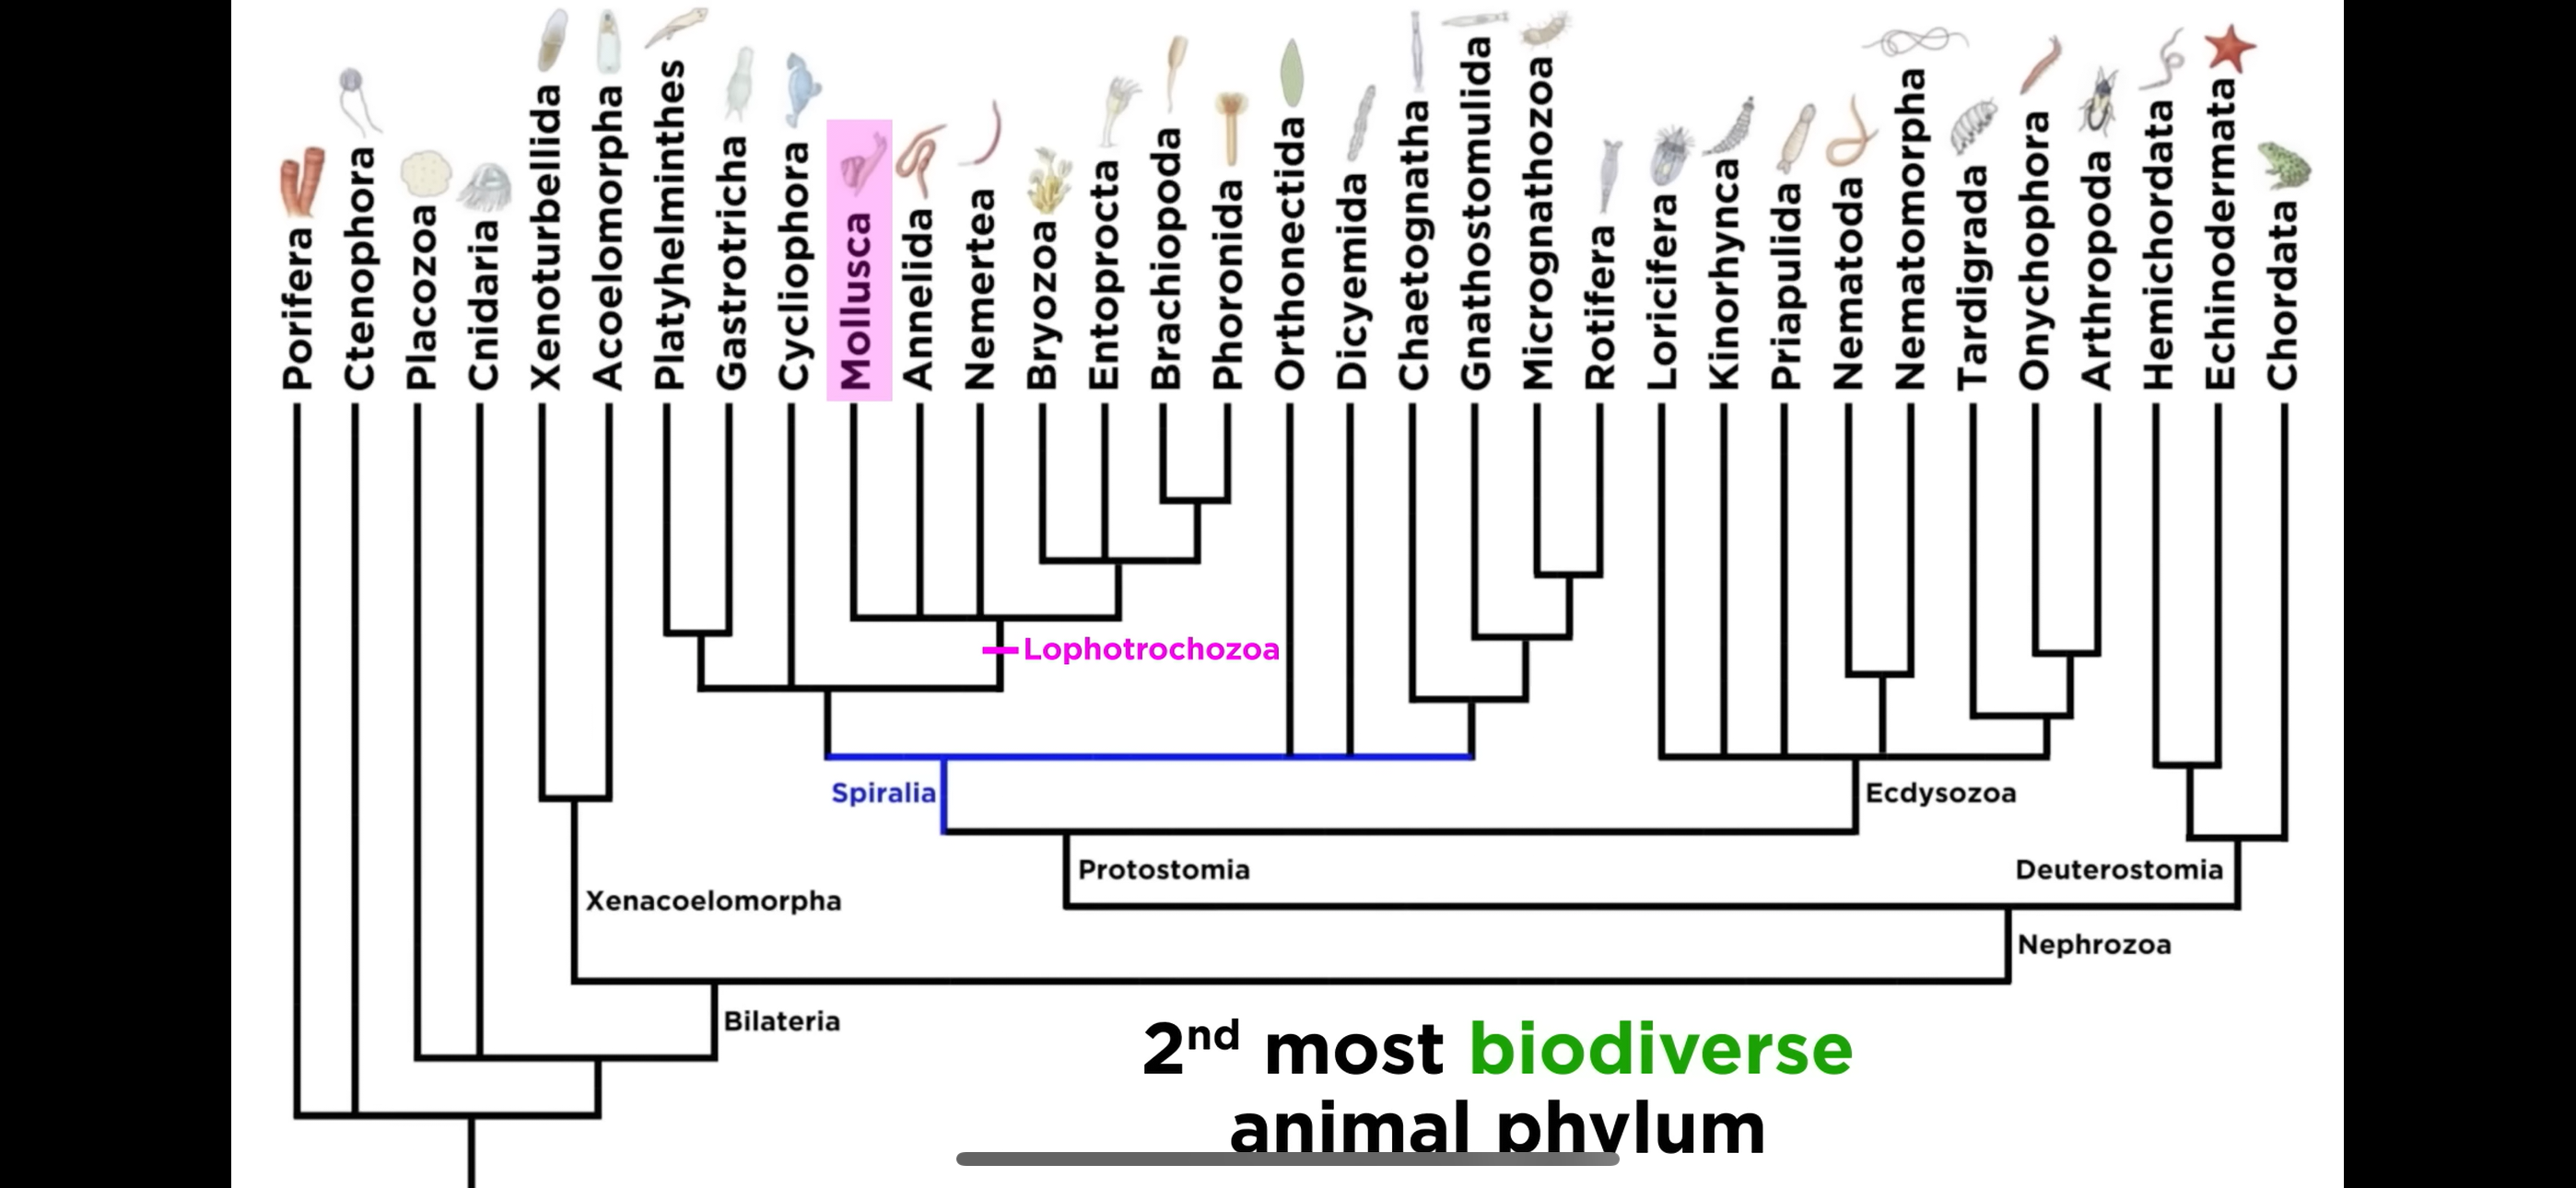 Porifera
Ctenophora
Placozoa
Cnidaria
Xenoturbellida
Acoelomorpha
Platyhelminthes
Gastrotricha
Cycliophora
Mollusca
Annelida
Nemertea
Bryozoa
Entoprocta
Brachiopoda
Phoronida
Orthonectida
Dicyemida
Chaetognatha
Gnathostomulida
Micrognathozoa
Rotifera
Loricifera
Kinorhynca
Priapulida
Nematoda
Nematomorpha
Tardigrada
Onychophora
Arthropoda
Hemichordata
Echinodermata
Chordata
Lophotrochozoa
Spiralia
Ecdysozoa
Protostomia
Deuterostomia
Xenacoelomorpha
Nephrozoa
Bilateria
2nd most biodiverse
animal phylum